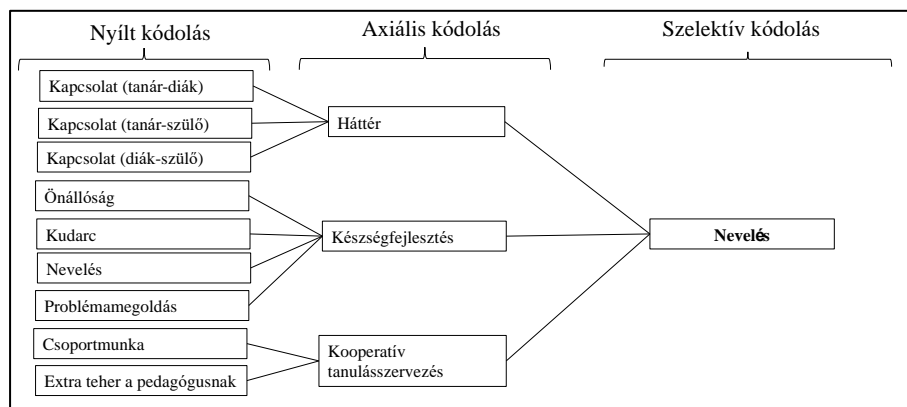 Nyílt kódolás
Axiális kódolás
Szelektív kódolás
Kapcsolat (tanár-diák)
Kapcsolat (tanár-szülő)
Kapcsolat (diák-szülő)
Önállóság
Kudarc
Nevelés
Problémamegoldás
Csoportmunka
Extra teher a pedagógusnak
Háttér
Készségfejlesztés
Kooperatív
tanulásszervezés
Nevelés